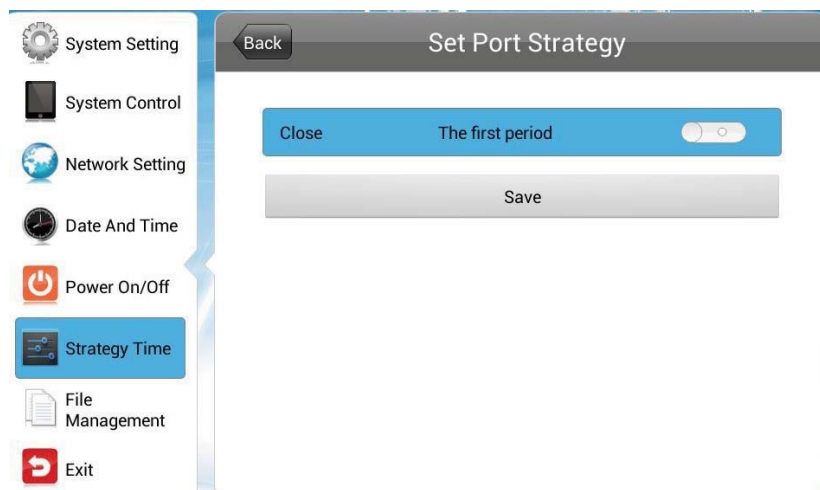 System Setting
System Control
Network Setting
Date And Time
Power On/Off
Strategy Time
File
Management
Exit
Back
Set Port Strategy
Close The first period
Save